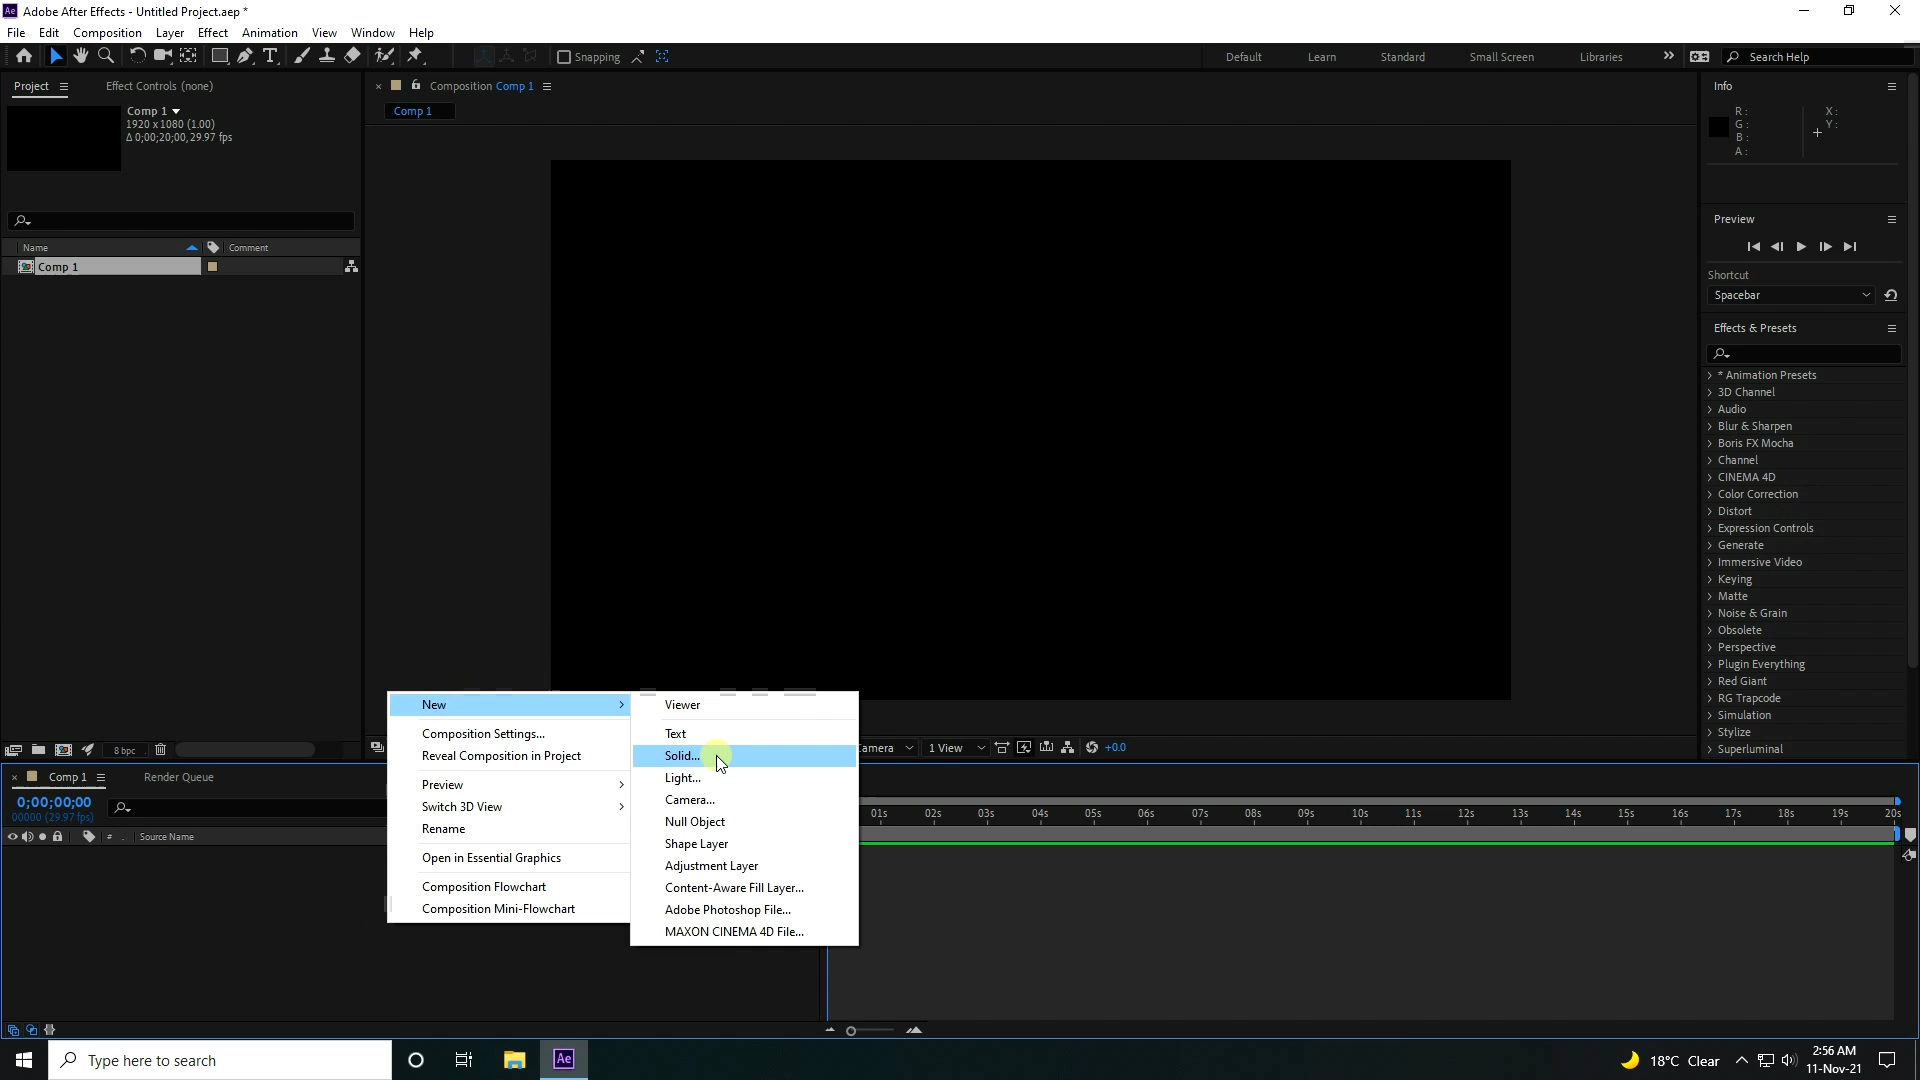 Ae Adobe After Effects - Untitled Project.aep *
File Edit Composition Layer Effect Animation View Window Help
Snapping Default Learn Standard Small Screen Libraries Search Help
Project Effect Controls (none)
Comp 1
1920 x 1080 (1.00)
Δ 0;00;20;00, 29.97 fps
Name Comment
Comp 1
8 bpc
Composition Comp 1
Comp 1
Info
R :
G :
B :
A :
X :
Y :
Preview
Shortcut
Spacebar
Effects & Presets
* Animation Presets
3D Channel
Audio
Blur & Sharpen
Boris FX Mocha
Channel
CINEMA 4D
Color Correction
Distort
Expression Controls
Generate
Immersive Video
Keying
Matte
Noise & Grain
Obsolete
Perspective
Plugin Everything
Red Giant
RG Trapcode
Simulation
Stylize
Superluminal
New
Composition Settings...
Reveal Composition in Project
Preview
Switch 3D View
Rename
Open in Essential Graphics
Composition Flowchart
Composition Mini-Flowchart
Viewer
Text
Solid...
Light...
Camera...
Null Object
Shape Layer
Adjustment Layer
Content-Aware Fill Layer...
Adobe Photoshop File...
MAXON CINEMA 4D File...
amera 1 View +0.0
Comp 1 Render Queue
0;00;00;00
00000 (29.97 fps)
# . Source Name
01s 02s 03s 04s 05s 06s 07s 08s 09s 10s 11s 12s 13s 14s 15s 16s 17s 18s 19s 20s
Type here to search
Ae
18°C Clear
2:56 AM
11-Nov-21